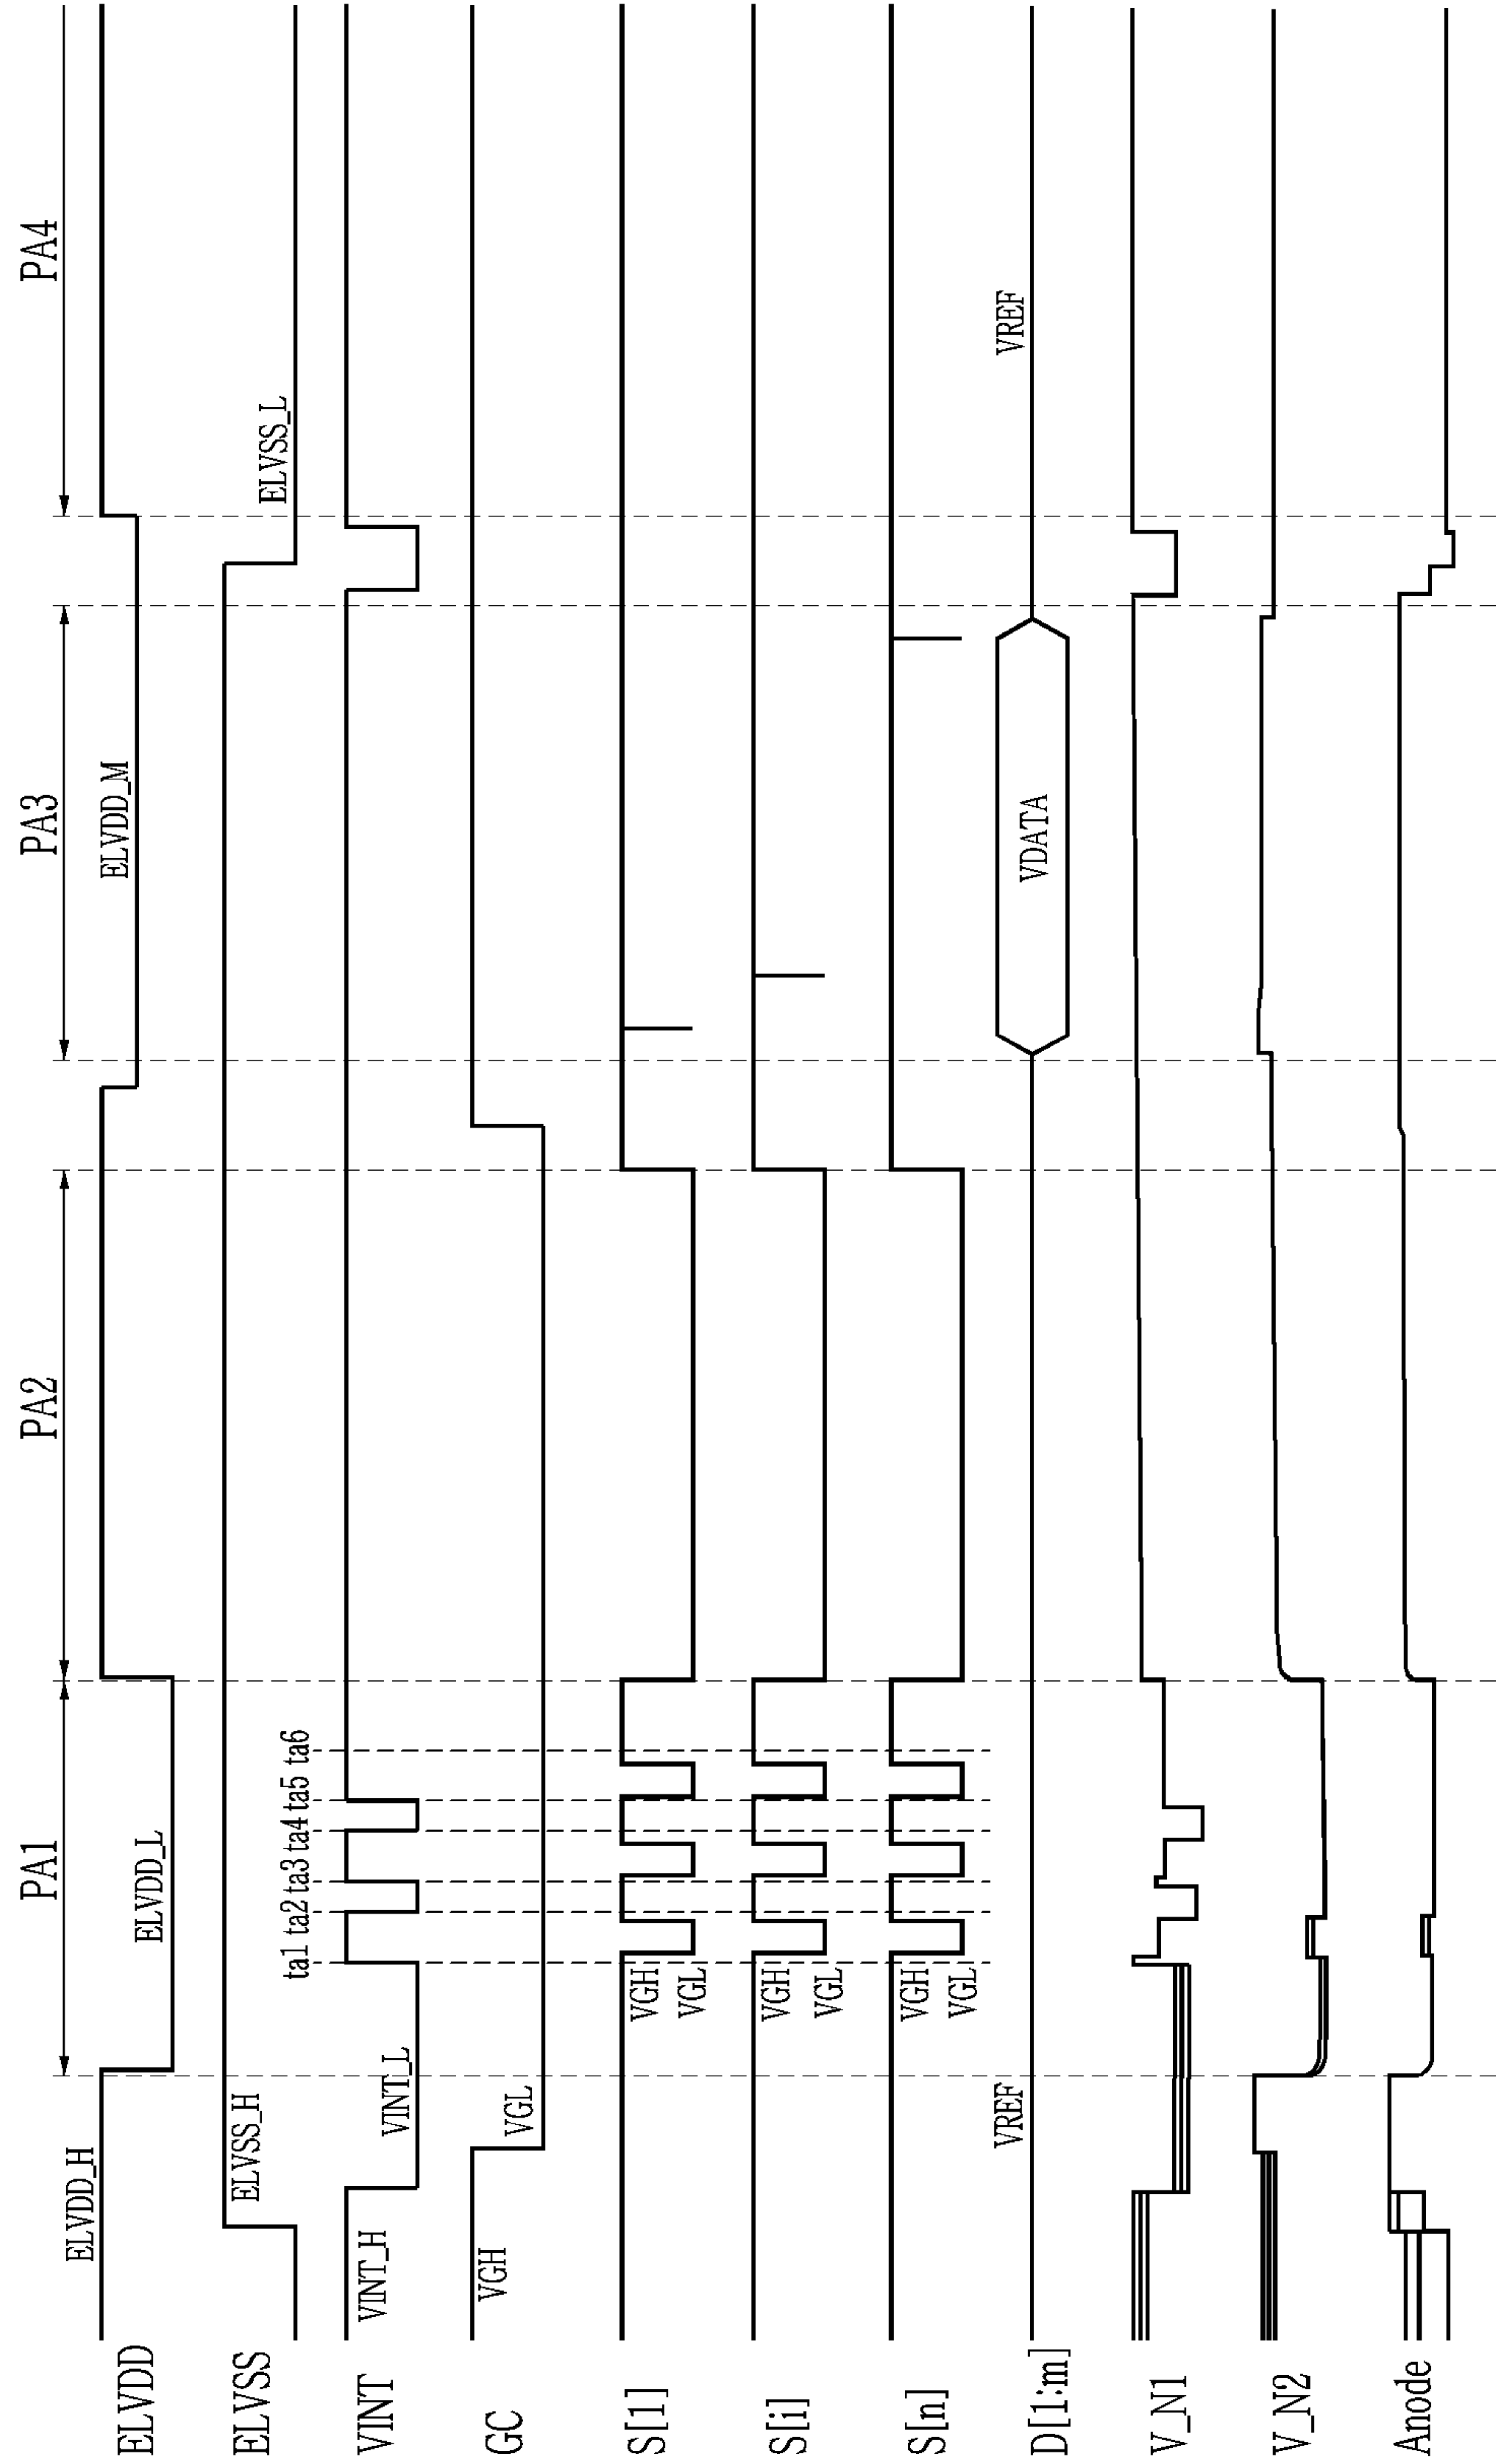 PA1 PA2 PA3 PA4
ELVDD ELVDD_H ELVDD_L ELVDD_M
ELVSS ELVSS_H ELVSS_L
ta1 ta2 ta3 ta4 ta5 ta6
VINT VINT_H VINT_L
GC VGH VGL
S[1] VGH
VGL
S[i] VGH
VGL
S[n] VGH
VGL
D[1:m] VREF VDATA VREF
V_N1
V_N2
Anode